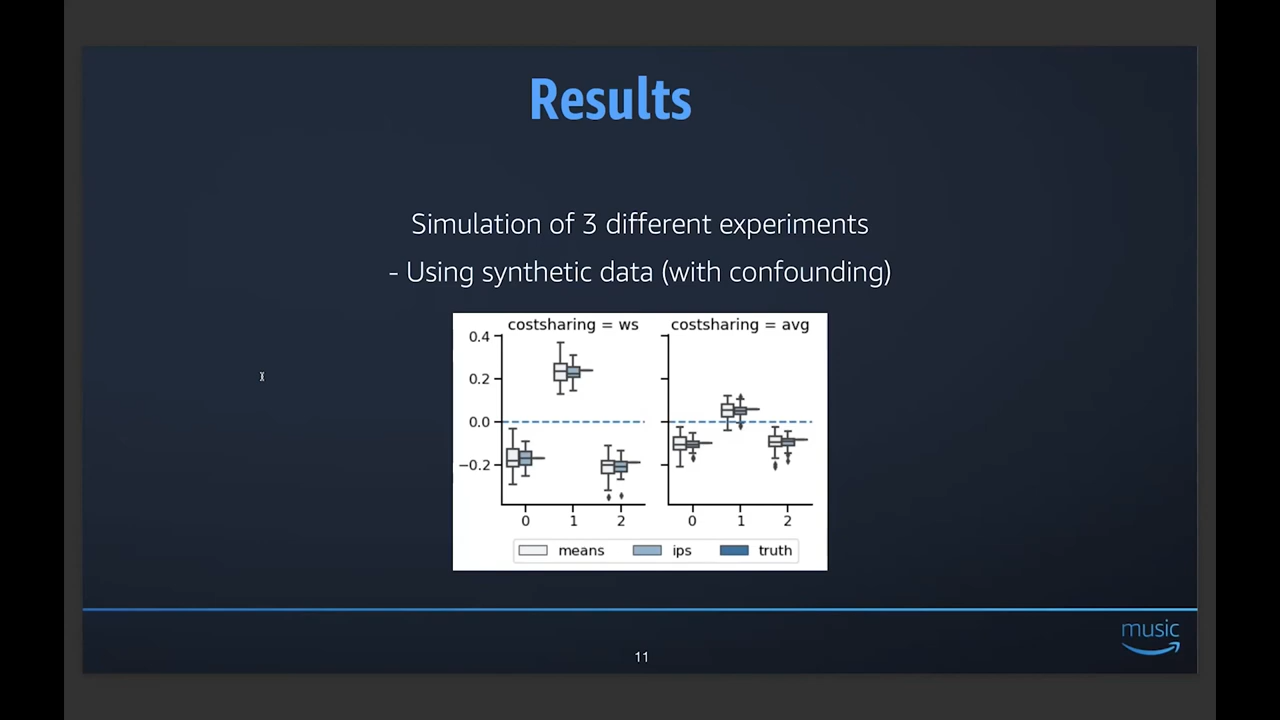 Results
Simulation of 3 different experiments
- Using synthetic data (with confounding)
costsharing = ws
costsharing = avg
0.4
0.2
0.0
−0.2
0 1 2
0 1 2
means ips truth
music
11